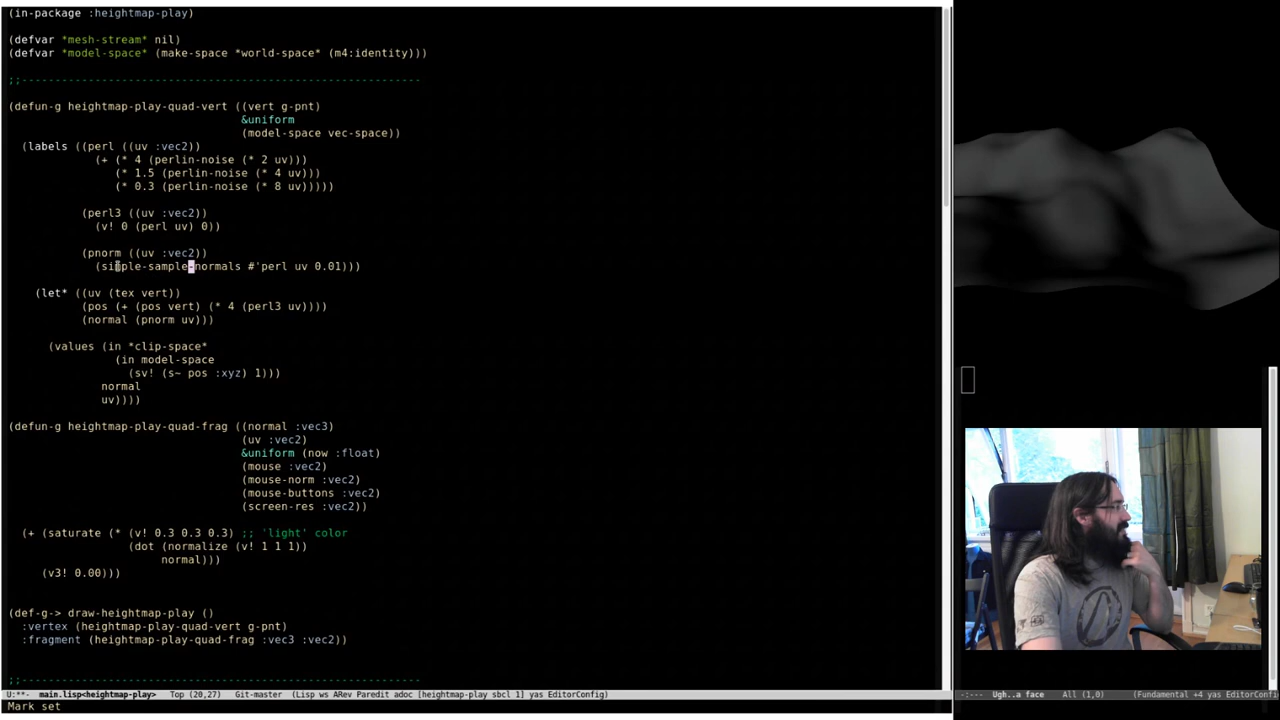 (in-package :heightmap-play)
(defvar *mesh-stream* nil)
(defvar *model-space* (make-space *world-space* (m4:identity)))
;;------------------------------------------------------------
(defun-g heightmap-play-quad-vert ((vert g-pnt)
&uniform
(model-space vec-space))
(labels ((perl ((uv :vec2))
(+ (* 4 (perlin-noise (* 2 uv)))
(* 1.5 (perlin-noise (* 4 uv)))
(* 0.3 (perlin-noise (* 8 uv)))))
(perl3 ((uv :vec2))
(v! 0 (perl uv) 0))
(pnorm ((uv :vec2))
(simple-sample-normals #'perl uv 0.01)))
(let* ((uv (tex vert))
(pos (+ (pos vert) (* 4 (perl3 uv))))
(normal (pnorm uv)))
(values (in *clip-space*
(in model-space
(sv! (s~ pos :xyz) 1)))
normal
uv))))
(defun-g heightmap-play-quad-frag ((normal :vec3)
(uv :vec2)
&uniform (now :float)
(mouse :vec2)
(mouse-norm :vec2)
(mouse-buttons :vec2)
(screen-res :vec2))
(+ (saturate (* (v! 0.3 0.3 0.3) ;; 'light' color
(dot (normalize (v! 1 1 1))
normal)))
(v3! 0.00)))
(def-g-> draw-heightmap-play ()
:vertex (heightmap-play-quad-vert g-pnt)
:fragment (heightmap-play-quad-frag :vec3 :vec2))
;;------------------------------------------------------------
U:**- main.lisp<heightmap-play> Top (20,27) Git-master (Lisp ws ARev Paredit adoc [heightmap-play sbcl 1] yas EditorConfig)
Mark set
-:--- Ugh..a face All (1,0) (Fundamental +4 yas EditorConfi